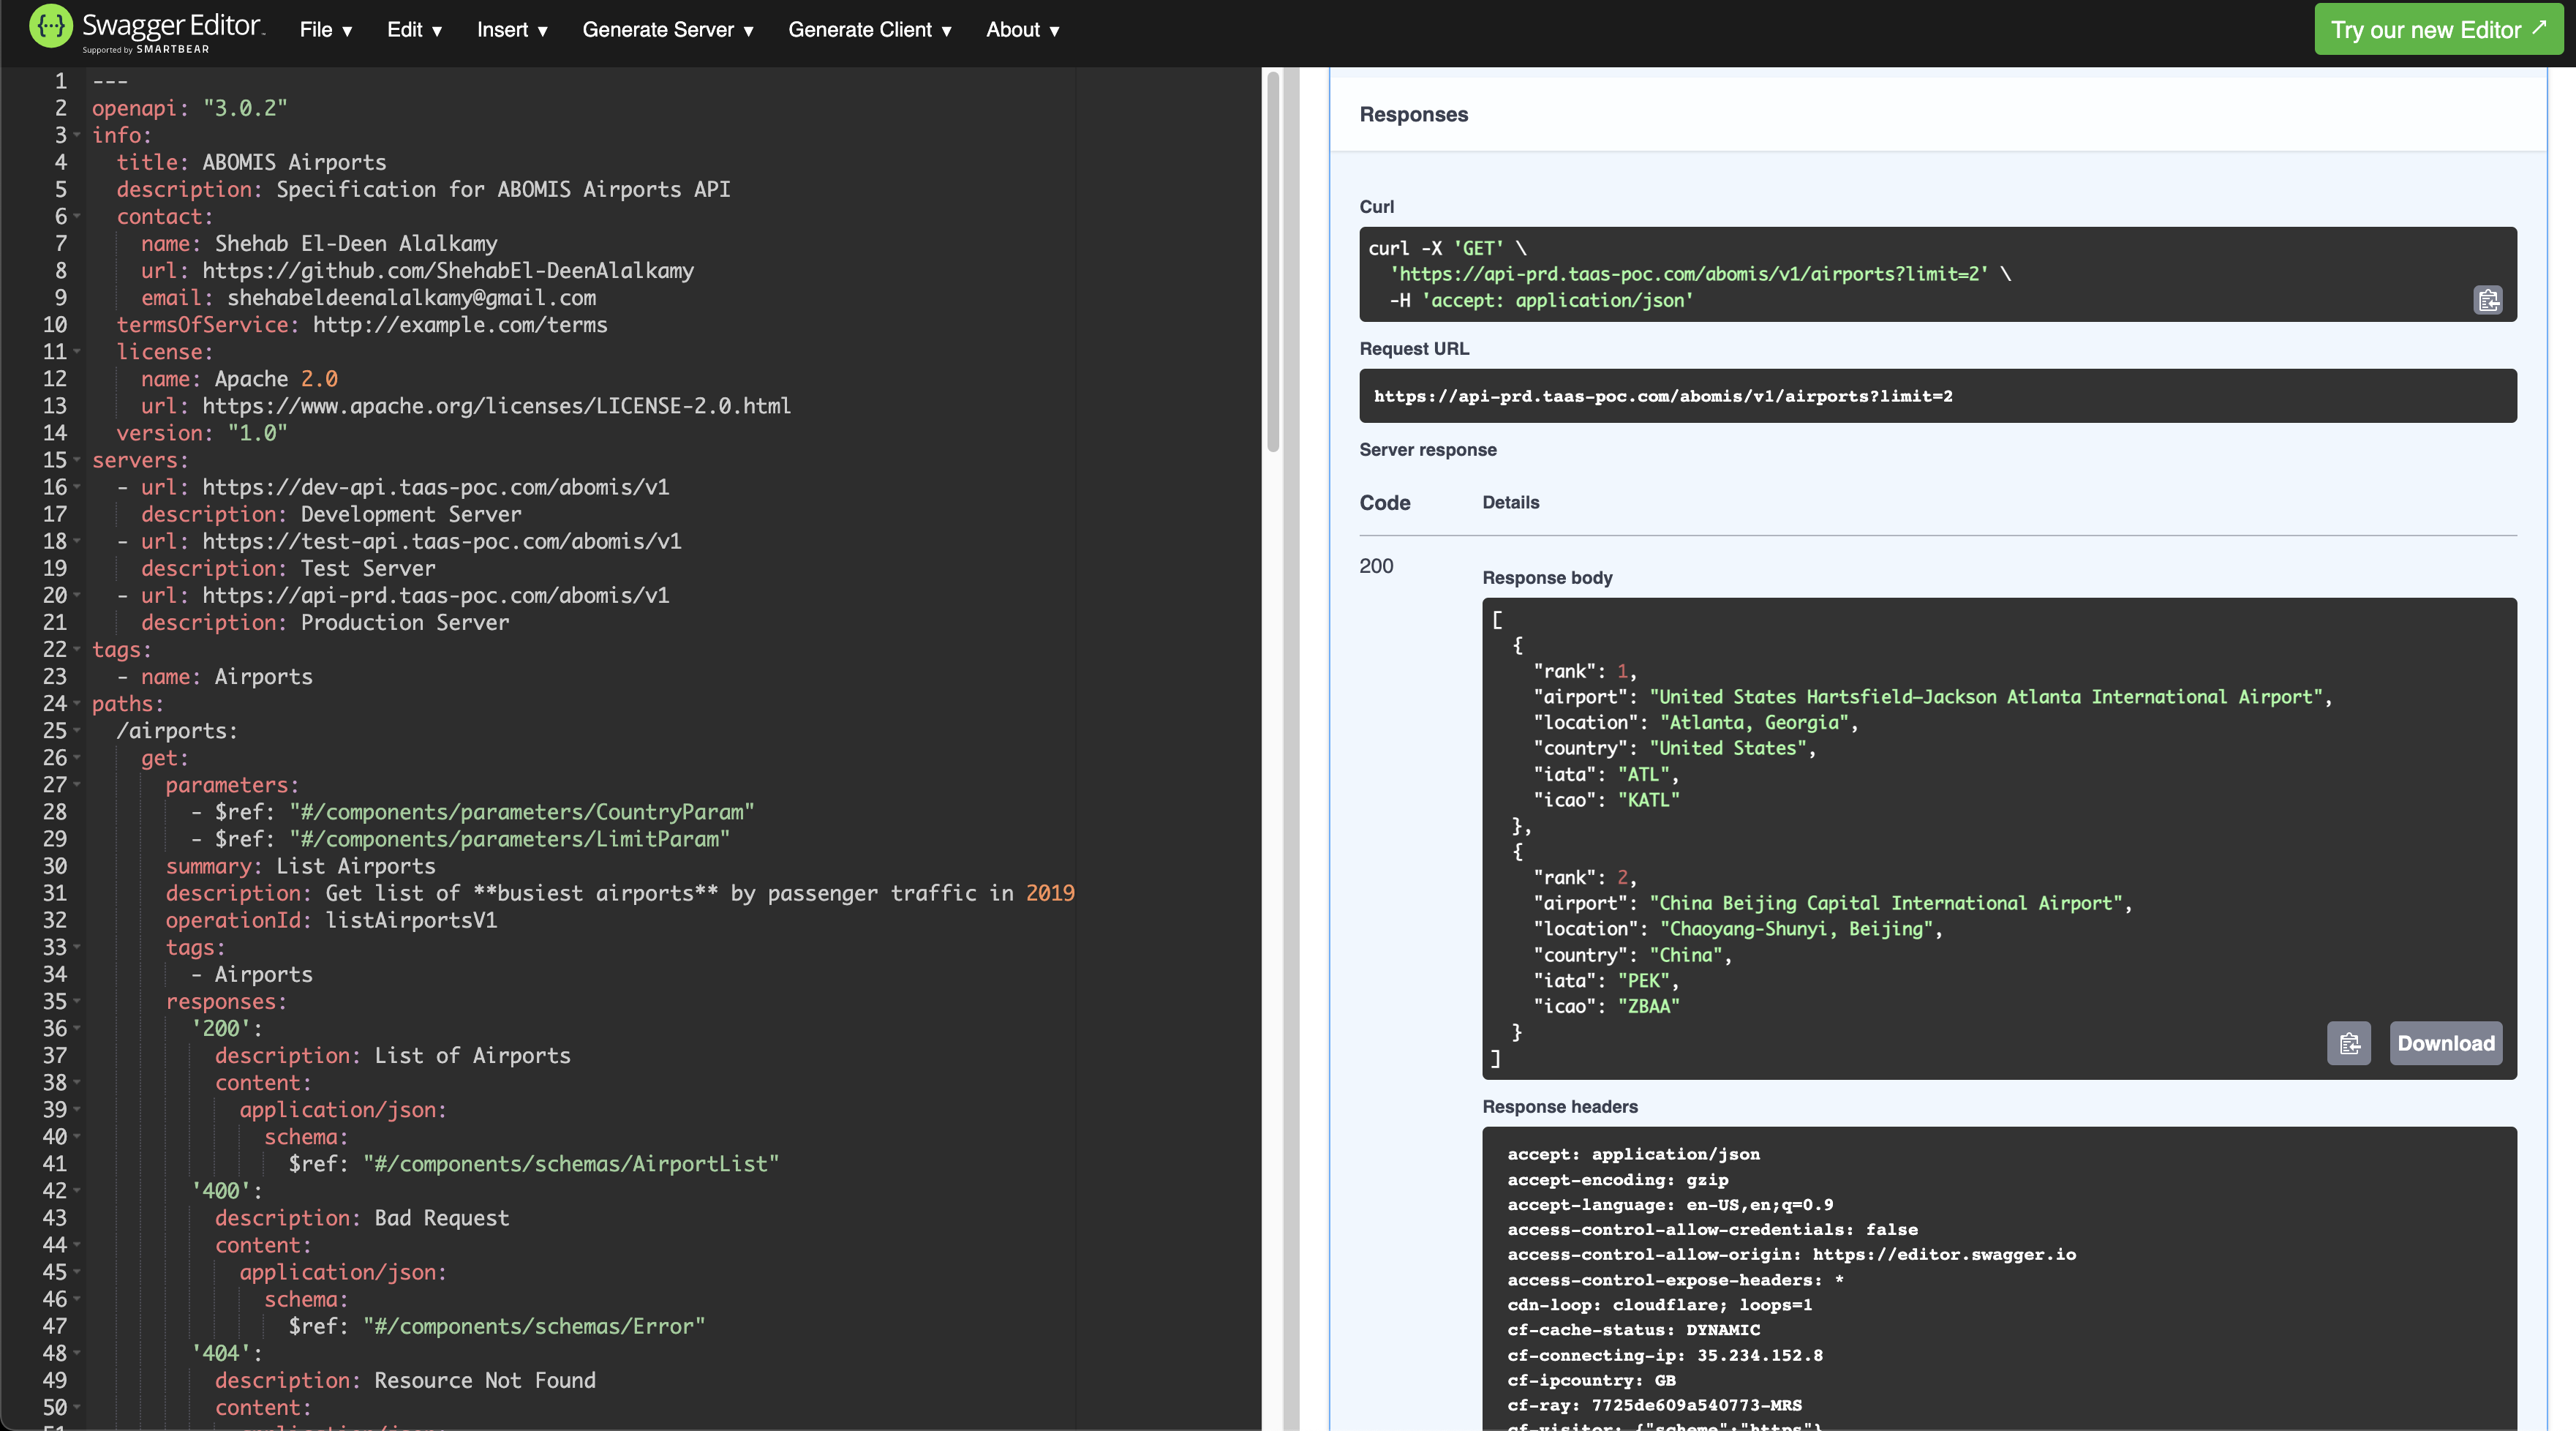 Swagger Editor
Supported by SMARTBEAR
File ▾ Edit ▾ Insert ▾ Generate Server ▾ Generate Client ▾ About ▾
Try our new Editor ↗
1 ---
2 openapi: "3.0.2"
3 info:
4   title: ABOMIS Airports
5   description: Specification for ABOMIS Airports API
6   contact:
7     name: Shehab El-Deen Alalkamy
8     url: https://github.com/ShehabEl-DeenAlalkamy
9     email: shehabeldeenalalkamy@gmail.com
10   termsOfService: http://example.com/terms
11   license:
12     name: Apache 2.0
13     url: https://www.apache.org/licenses/LICENSE-2.0.html
14   version: "1.0"
15 servers:
16   - url: https://dev-api.taas-poc.com/abomis/v1
17     description: Development Server
18   - url: https://test-api.taas-poc.com/abomis/v1
19     description: Test Server
20   - url: https://api-prd.taas-poc.com/abomis/v1
21     description: Production Server
22 tags:
23   - name: Airports
24 paths:
25   /airports:
26     get:
27       parameters:
28         - $ref: "#/components/parameters/CountryParam"
29         - $ref: "#/components/parameters/LimitParam"
30       summary: List Airports
31       description: Get list of **busiest airports** by passenger traffic in 2019
32       operationId: listAirportsV1
33       tags:
34         - Airports
35       responses:
36         '200':
37           description: List of Airports
38           content:
39             application/json:
40               schema:
41                 $ref: "#/components/schemas/AirportList"
42         '400':
43           description: Bad Request
44           content:
45             application/json:
46               schema:
47                 $ref: "#/components/schemas/Error"
48         '404':
49           description: Resource Not Found
50           content:
51             application/json:
Responses
Curl
curl -X 'GET' \
  'https://api-prd.taas-poc.com/abomis/v1/airports?limit=2' \
  -H 'accept: application/json'
Request URL
https://api-prd.taas-poc.com/abomis/v1/airports?limit=2
Server response
Code Details
200
Response body
[
  {
    "rank": 1,
    "airport": "United States Hartsfield–Jackson Atlanta International Airport",
    "location": "Atlanta, Georgia",
    "country": "United States",
    "iata": "ATL",
    "icao": "KATL"
  },
  {
    "rank": 2,
    "airport": "China Beijing Capital International Airport",
    "location": "Chaoyang-Shunyi, Beijing",
    "country": "China",
    "iata": "PEK",
    "icao": "ZBAA"
  }
]
Download
Response headers
accept: application/json
accept-encoding: gzip
accept-language: en-US,en;q=0.9
access-control-allow-credentials: false
access-control-allow-origin: https://editor.swagger.io
access-control-expose-headers: *
cdn-loop: cloudflare; loops=1
cf-cache-status: DYNAMIC
cf-connecting-ip: 35.234.152.8
cf-ipcountry: GB
cf-ray: 7725de609a540773-MRS
cf-visitor: {"scheme":"https"}